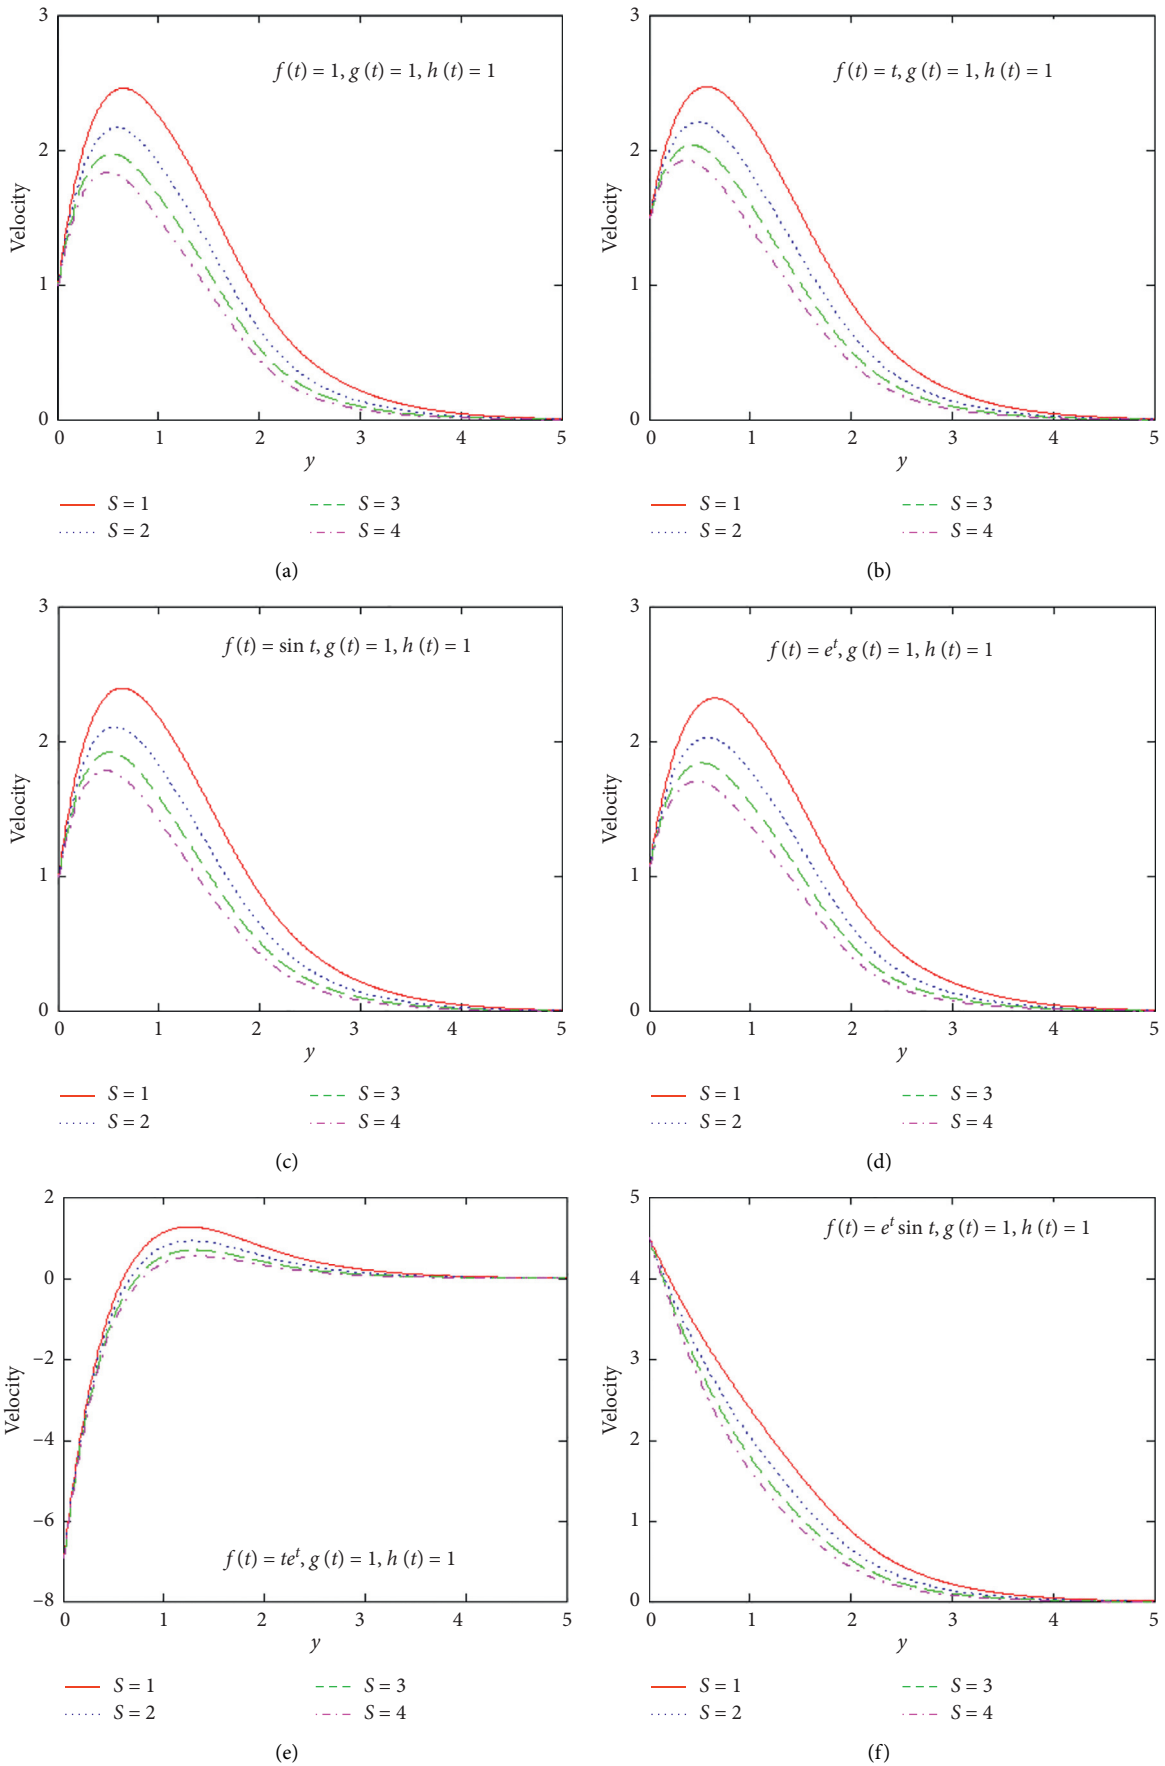 3
2
1
0
Velocity
f (t) = 1, g (t) = 1, h (t) = 1
0 1 2 3 4 5
y
S = 1
S = 2
S = 3
S = 4
(a)
3
2
1
0
Velocity
f (t) = t, g (t) = 1, h (t) = 1
0 1 2 3 4 5
y
S = 1
S = 2
S = 3
S = 4
(b)
3
2
1
0
Velocity
f (t) = sin t, g (t) = 1, h (t) = 1
0 1 2 3 4 5
y
S = 1
S = 2
S = 3
S = 4
(c)
3
2
1
0
Velocity
f (t) = e^t, g (t) = 1, h (t) = 1
0 1 2 3 4 5
y
S = 1
S = 2
S = 3
S = 4
(d)
2
0
−2
−4
−6
−8
Velocity
f (t) = te^t, g (t) = 1, h (t) = 1
0 1 2 3 4 5
y
S = 1
S = 2
S = 3
S = 4
(e)
5
4
3
2
1
0
Velocity
f (t) = e^t sin t, g (t) = 1, h (t) = 1
0 1 2 3 4 5
y
S = 1
S = 2
S = 3
S = 4
(f)